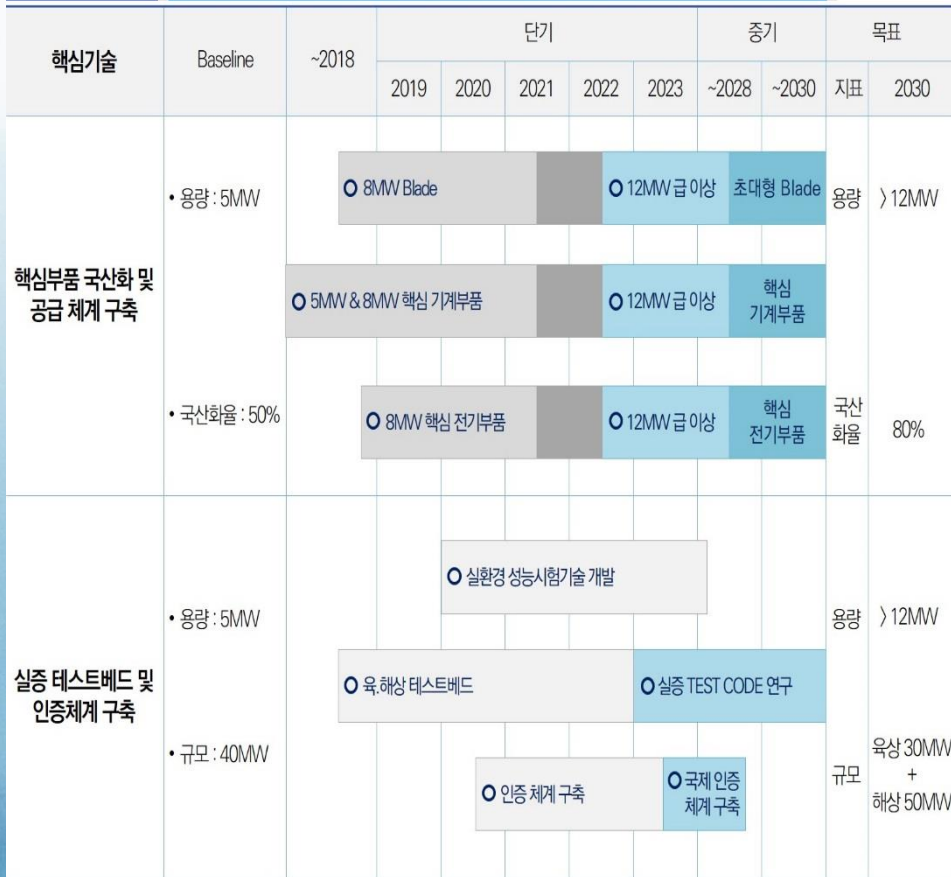 핵심기술
Baseline
~2018
단기
중기
목표
2019 2020 2021 2022 2023 ~2028 ~2030 지표 2030
핵심부품 국산화 및
공급 체계 구축
• 용량 : 5MW
8MW Blade
12MW 급 이상
초대형 Blade
용량
〉12MW
5MW & 8MW 핵심 기계부품
12MW 급 이상
핵심
기계부품
• 국산화율 : 50%
8MW 핵심 전기부품
12MW 급 이상
핵심
전기부품
국산
화율
80%
실증 테스트베드 및
인증체계 구축
• 용량 : 5MW
실환경 성능시험기술 개발
용량
〉12MW
육.해상 테스트베드
실증 TEST CODE 연구
• 규모 : 40MW
인증 체계 구축
국제 인증
체계 구축
규모
육상 30MW
+
해상 50MW